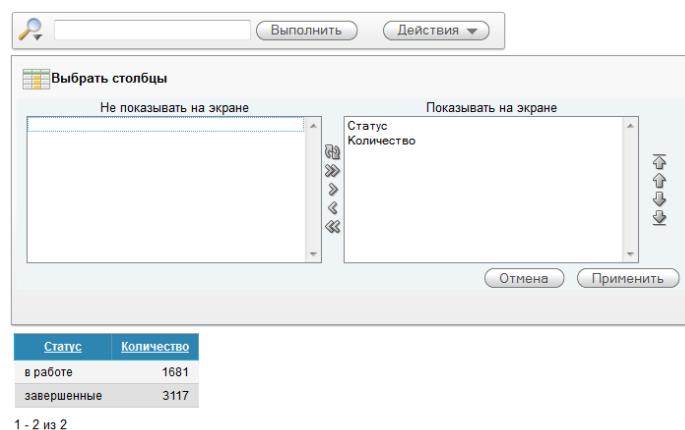 Выполнить
Действия
Выбрать столбцы
Не показывать на экране
Показывать на экране
Статус
Количество
Отмена
Применить
Статус Количество
в работе 1681
завершенные 3117
1 - 2 из 2